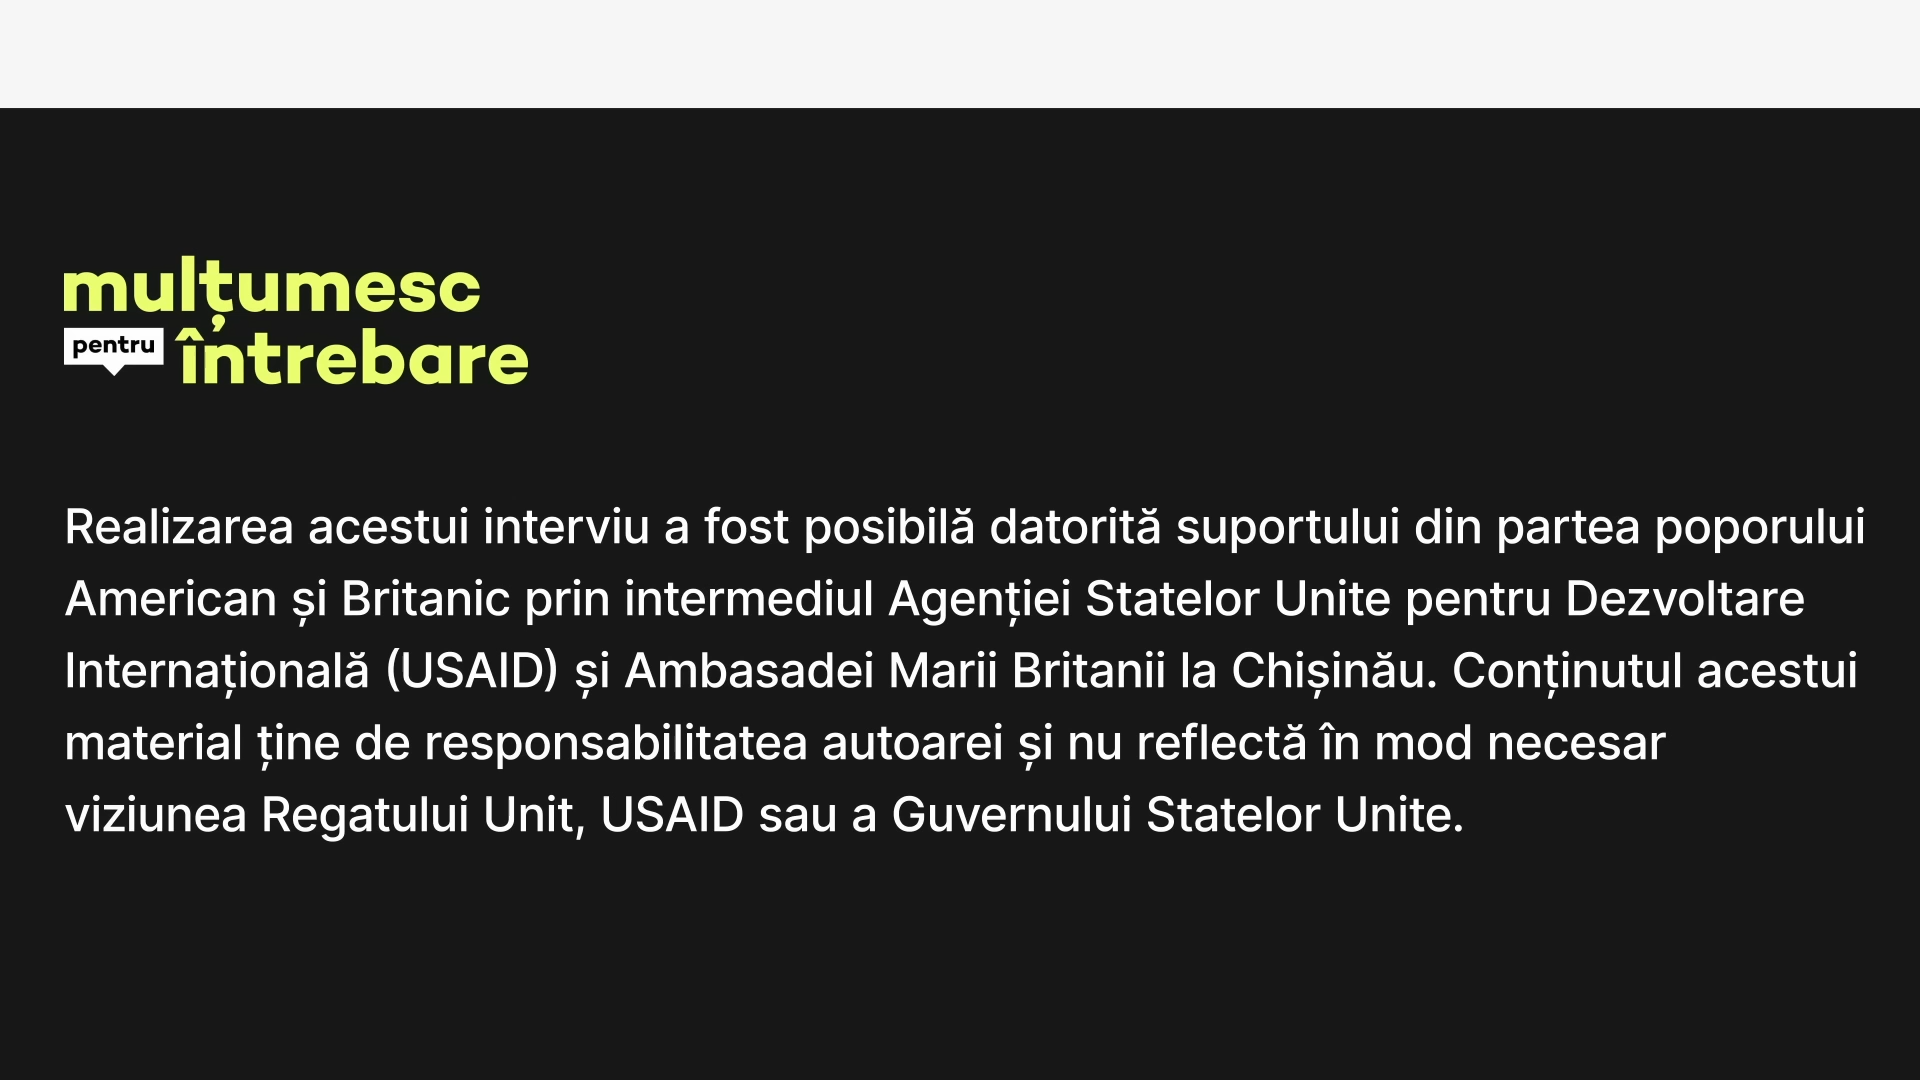 mulțumesc
pentru întrebare
Realizarea acestui interviu a fost posibilă datorită suportului din partea poporului
American și Britanic prin intermediul Agenției Statelor Unite pentru Dezvoltare
Internațională (USAID) și Ambasadei Marii Britanii la Chișinău. Conținutul acestui
material ține de responsabilitatea autoarei și nu reflectă în mod necesar
viziunea Regatului Unit, USAID sau a Guvernului Statelor Unite.